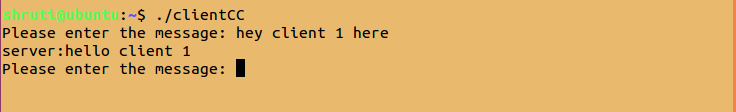 shruti@ubuntu:~$ ./clientCC
Please enter the message: hey client 1 here
server:hello client 1
Please enter the message: